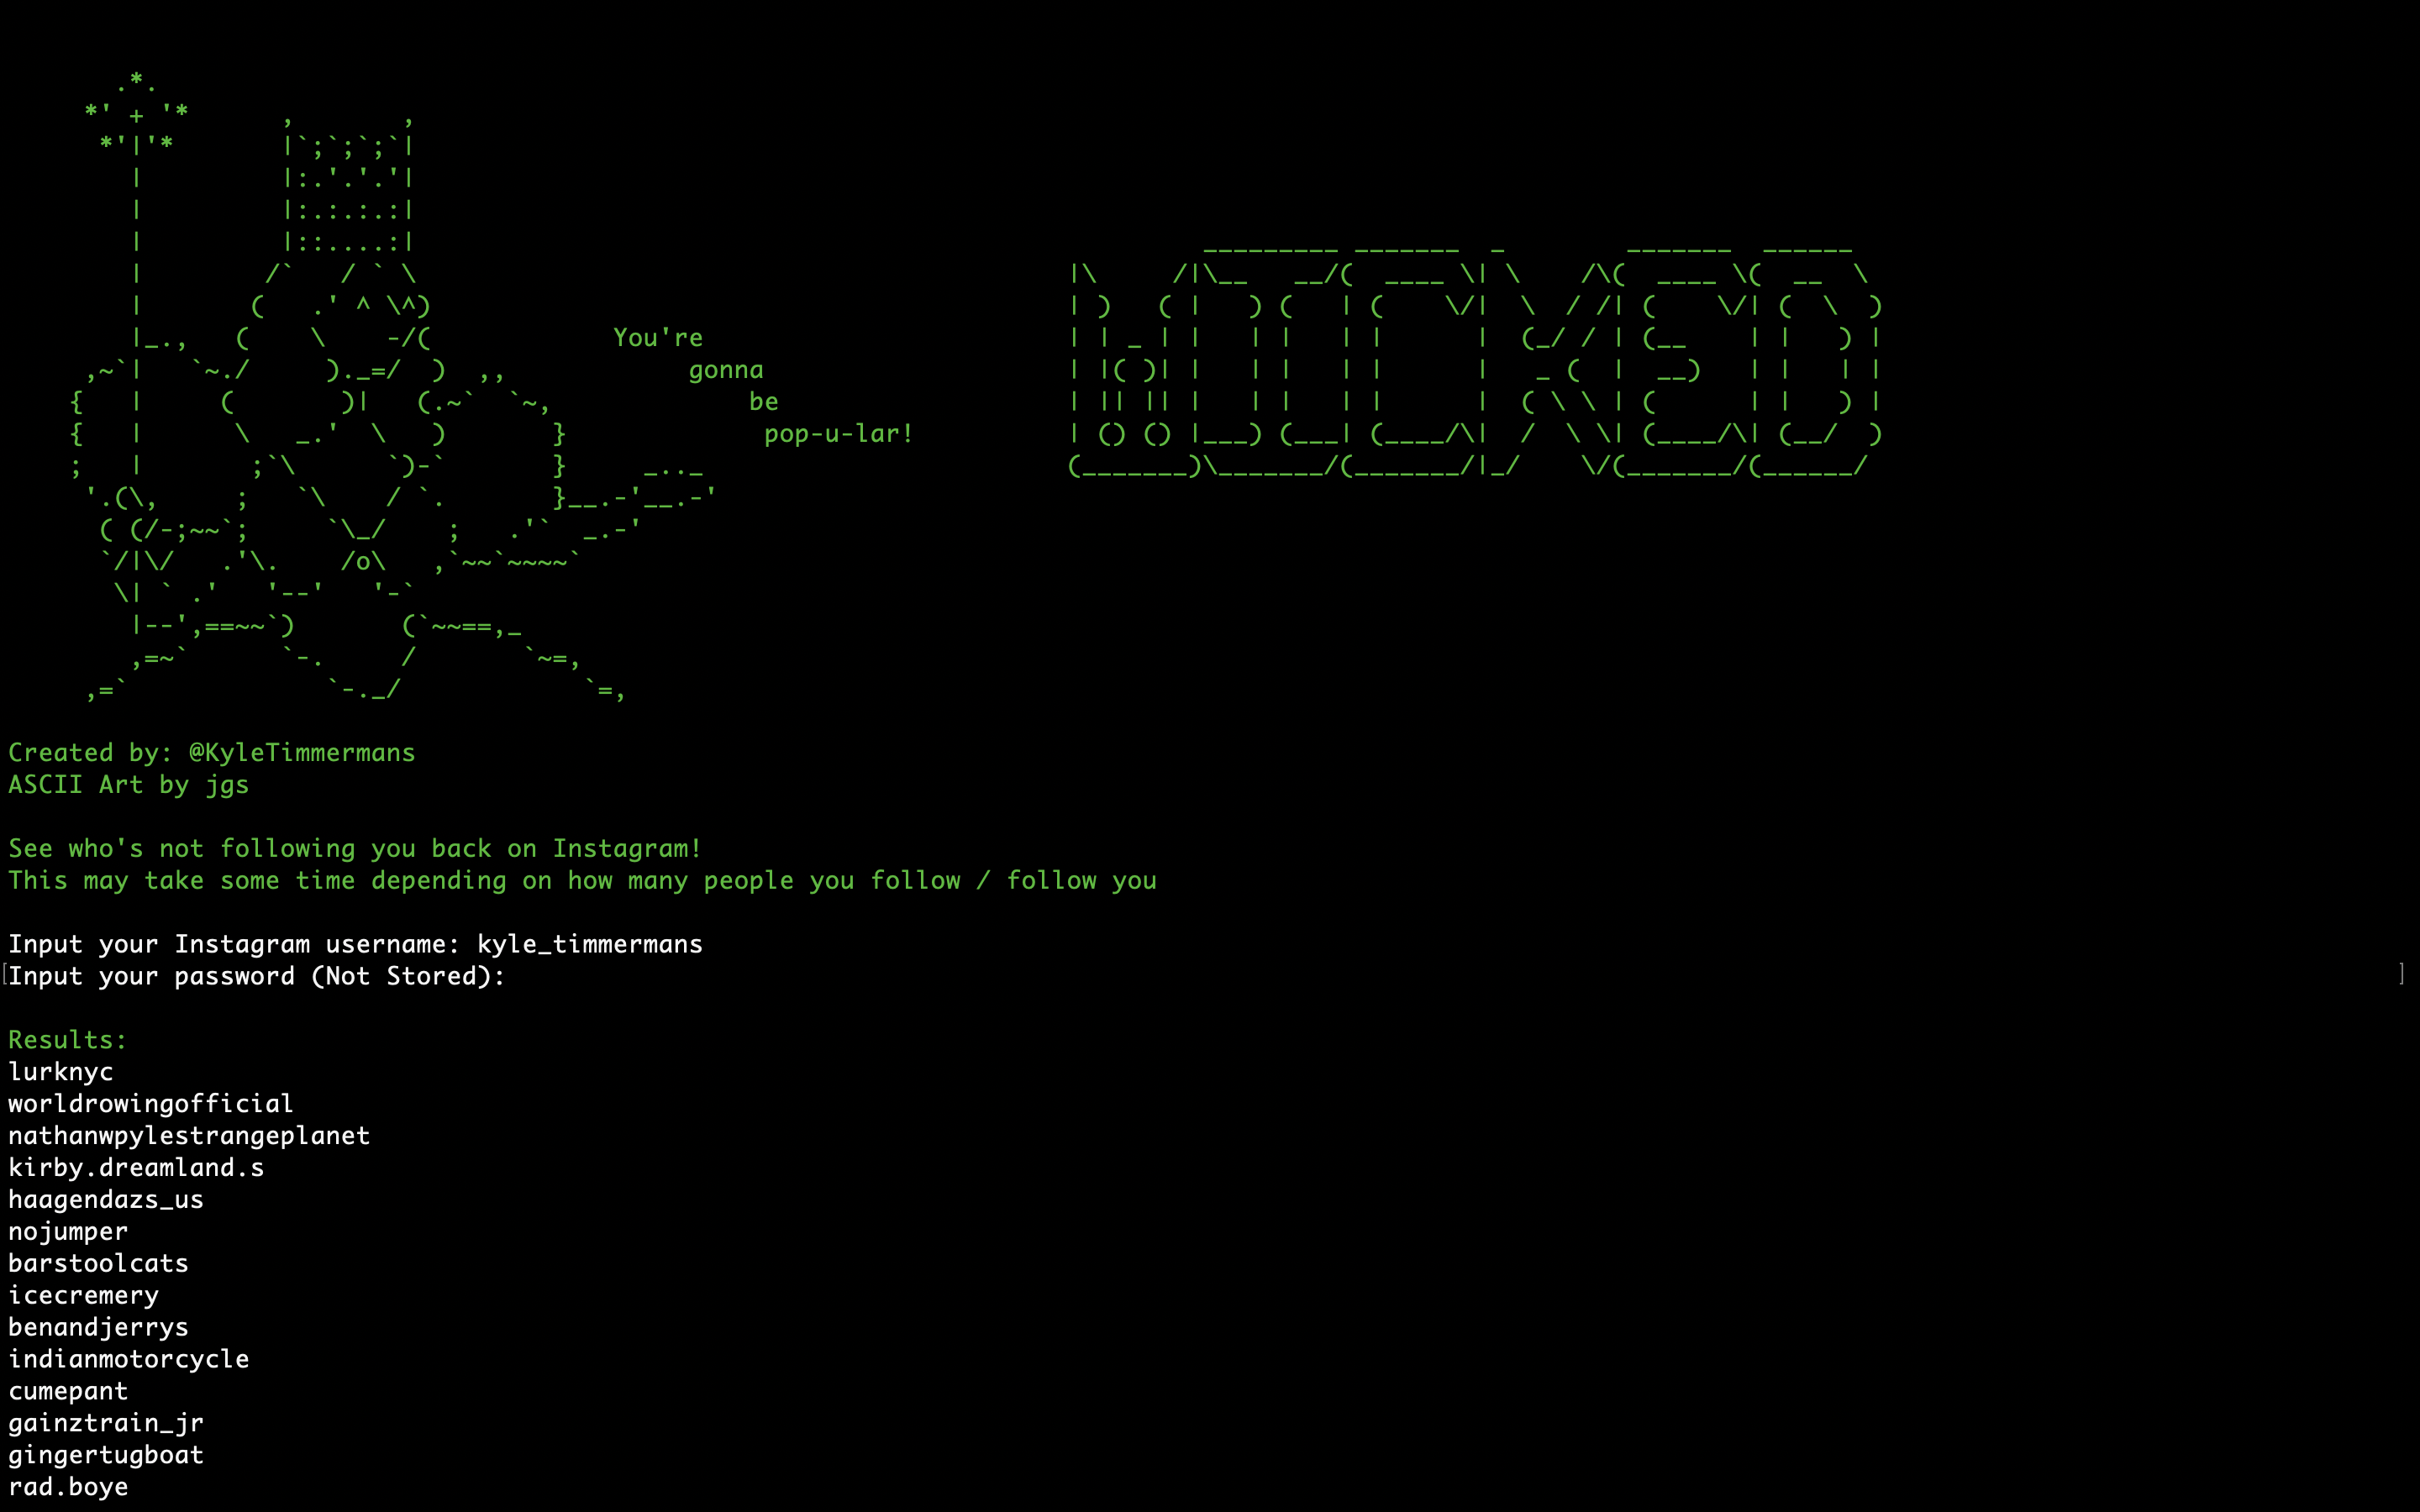 You're
gonna
be
pop-u-lar!
WICKED
Created by: @KyleTimmermans
ASCII Art by jgs
See who's not following you back on Instagram!
This may take some time depending on how many people you follow / follow you
Input your Instagram username: kyle_timmermans
[Input your password (Not Stored): ]
Results:
lurknyc
worldrowingofficial
nathanwpylestrangeplanet
kirby.dreamland.s
haagendazs_us
nojumper
barstoolcats
icecremery
benandjerrys
indianmotorcycle
cumepant
gainztrain_jr
gingertugboat
rad.boye